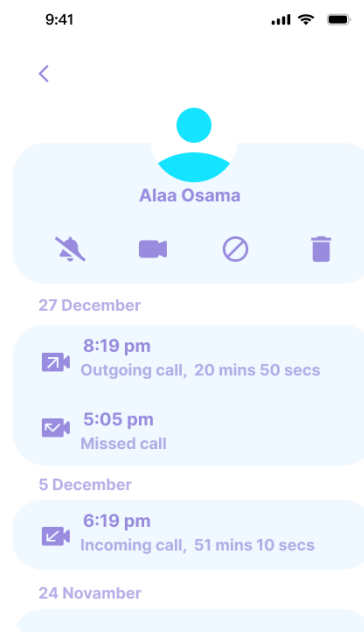 9:41
Alaa Osama
27 December
8:19 pm
Outgoing call, 20 mins 50 secs
5:05 pm
Missed call
5 December
6:19 pm
Incoming call, 51 mins 10 secs
24 Novamber